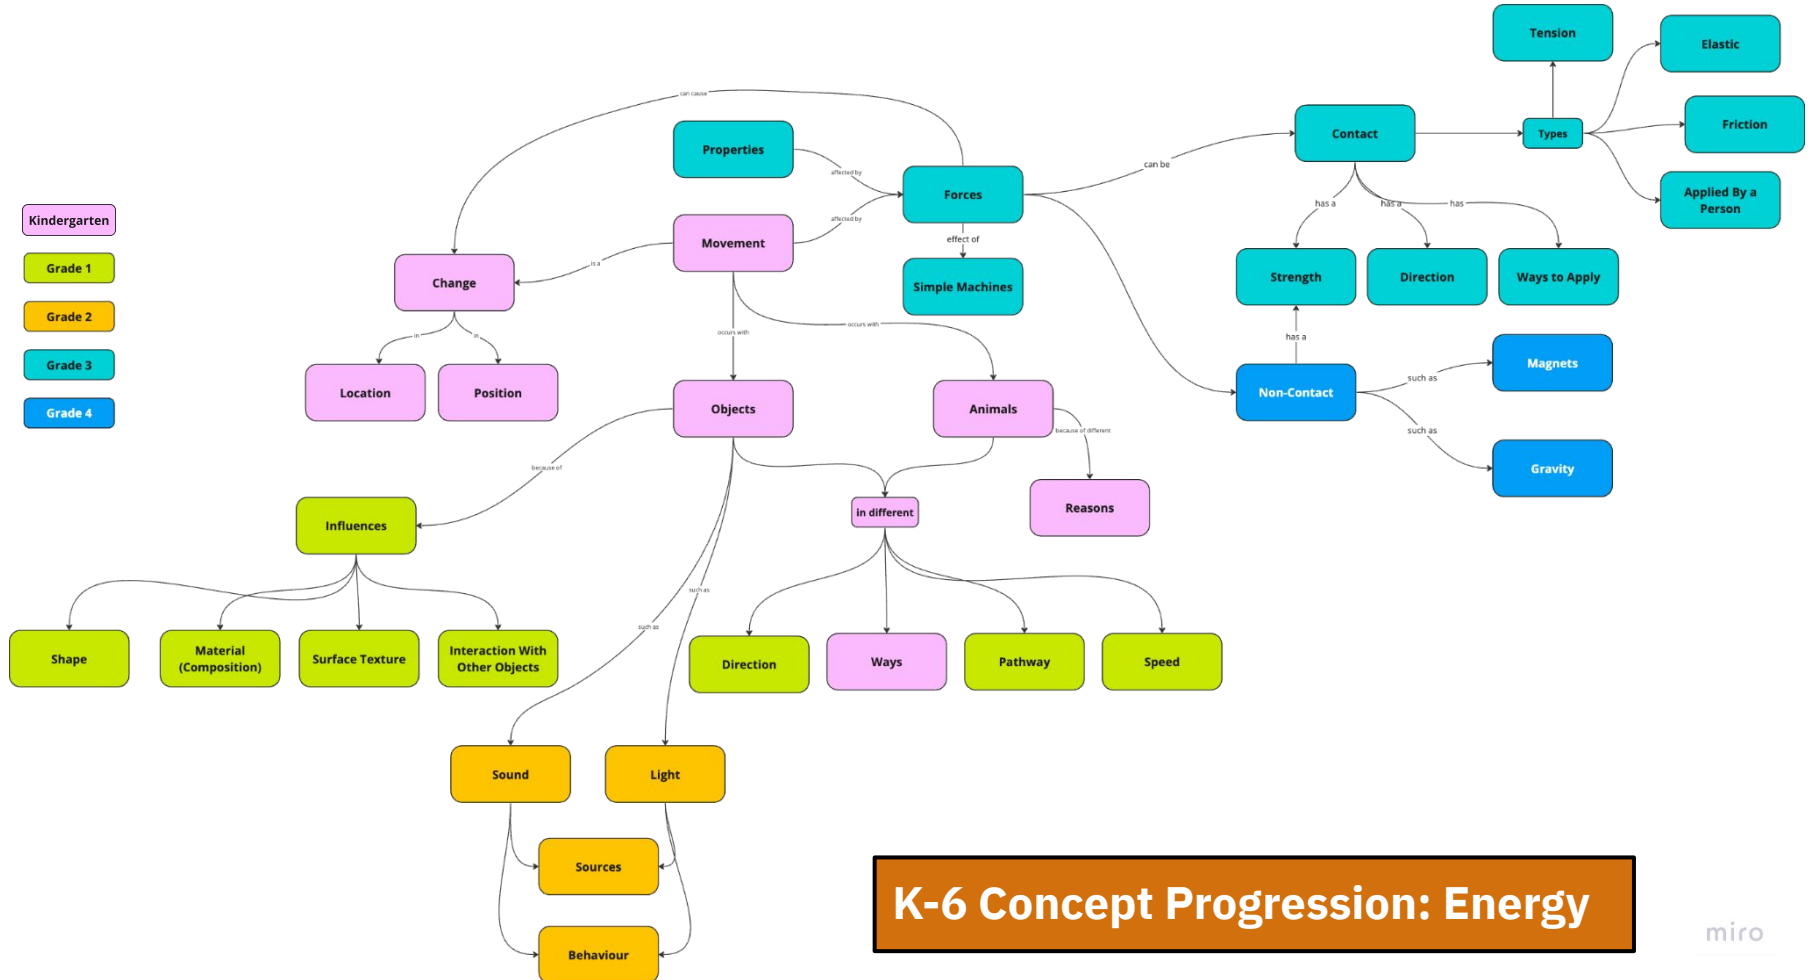 Tension
Elastic
can cause
Contact
Types
Friction
Properties
affected by
can be
Forces
Applied By a
Person
Kindergarten
has a
has a
has
affected by
Movement
effect of
is a
Grade 1
Change
Simple Machines
Strength
Direction
Ways to Apply
Grade 2
in
in
occurs with
occurs with
has a
Grade 3
Magnets
such as
Location
Position
Non-Contact
Grade 4
Objects
Animals
because of different
such as
because of
Gravity
Influences
in different
Reasons
such as
such as
Shape
Material
(Composition)
Surface Texture
Interaction With
Other Objects
Direction
Ways
Pathway
Speed
Sound
Light
Sources
K-6 Concept Progression: Energy
miro
Behaviour